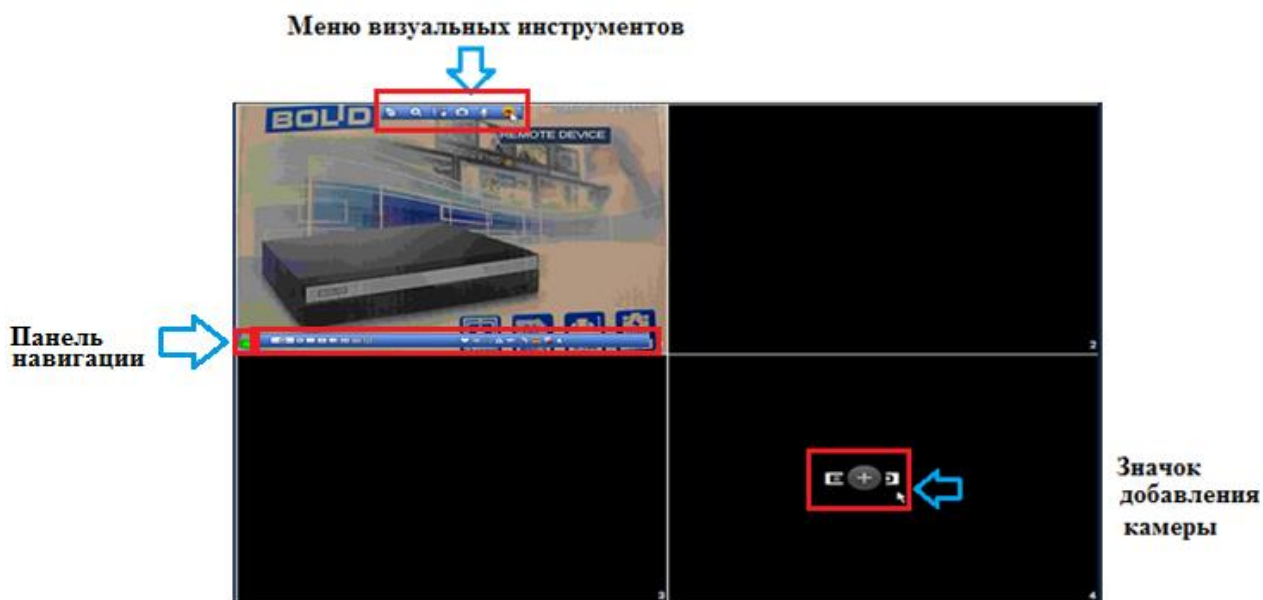 Меню визуальных инструментов
BOLID
REMOTE DEVICE
Панель
навигации
2
Значок
добавления
камеры
3
4